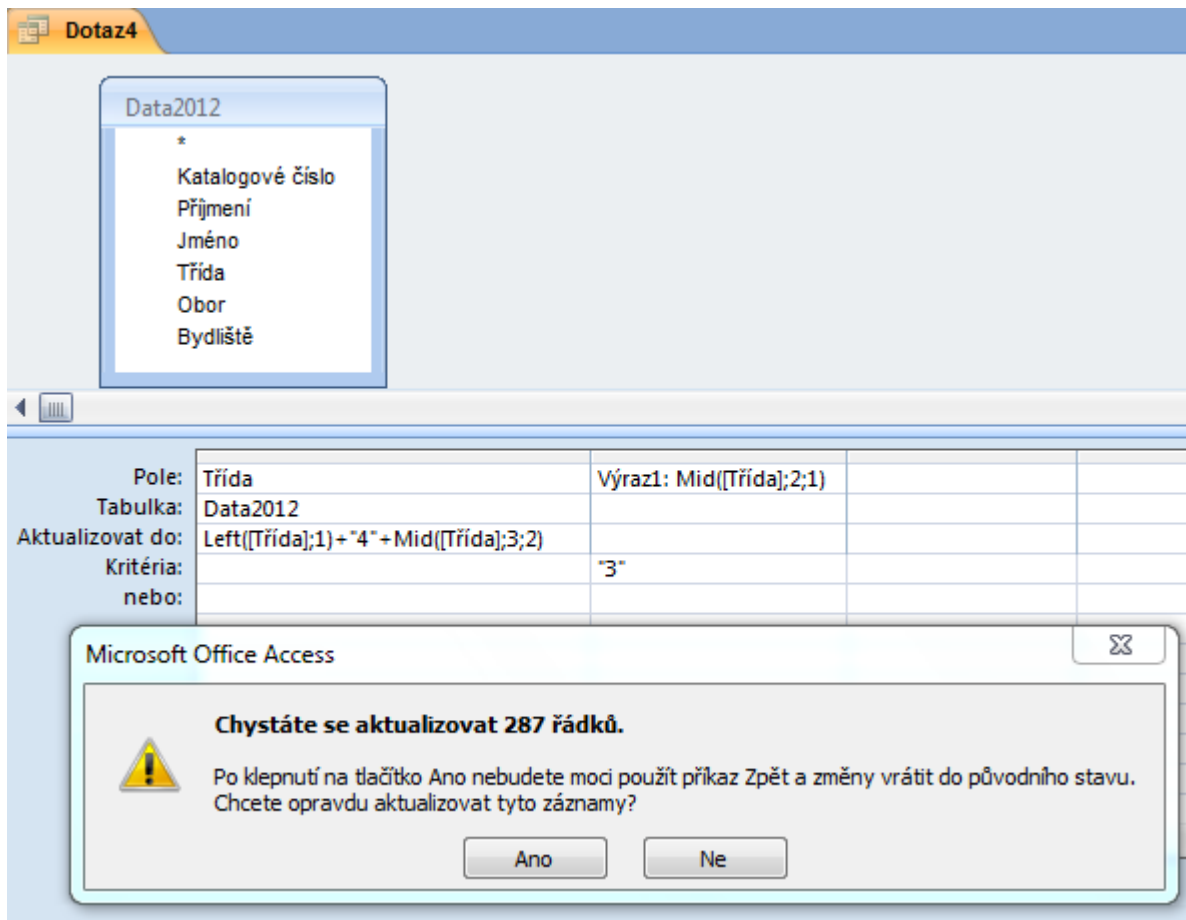 Dotaz4
Data2012
*
Katalogové číslo
Příjmení
Jméno
Třída
Obor
Bydliště
Pole: Třída Výraz1: Mid([Třída];2;1)
Tabulka: Data2012
Aktualizovat do: Left([Třída];1)+"4"+Mid([Třída];3;2)
Kritéria: "3"
nebo:
Microsoft Office Access
Chystáte se aktualizovat 287 řádků.
Po klepnutí na tlačítko Ano nebudete moci použít příkaz Zpět a změny vrátit do původního stavu.
Chcete opravdu aktualizovat tyto záznamy?
Ano Ne